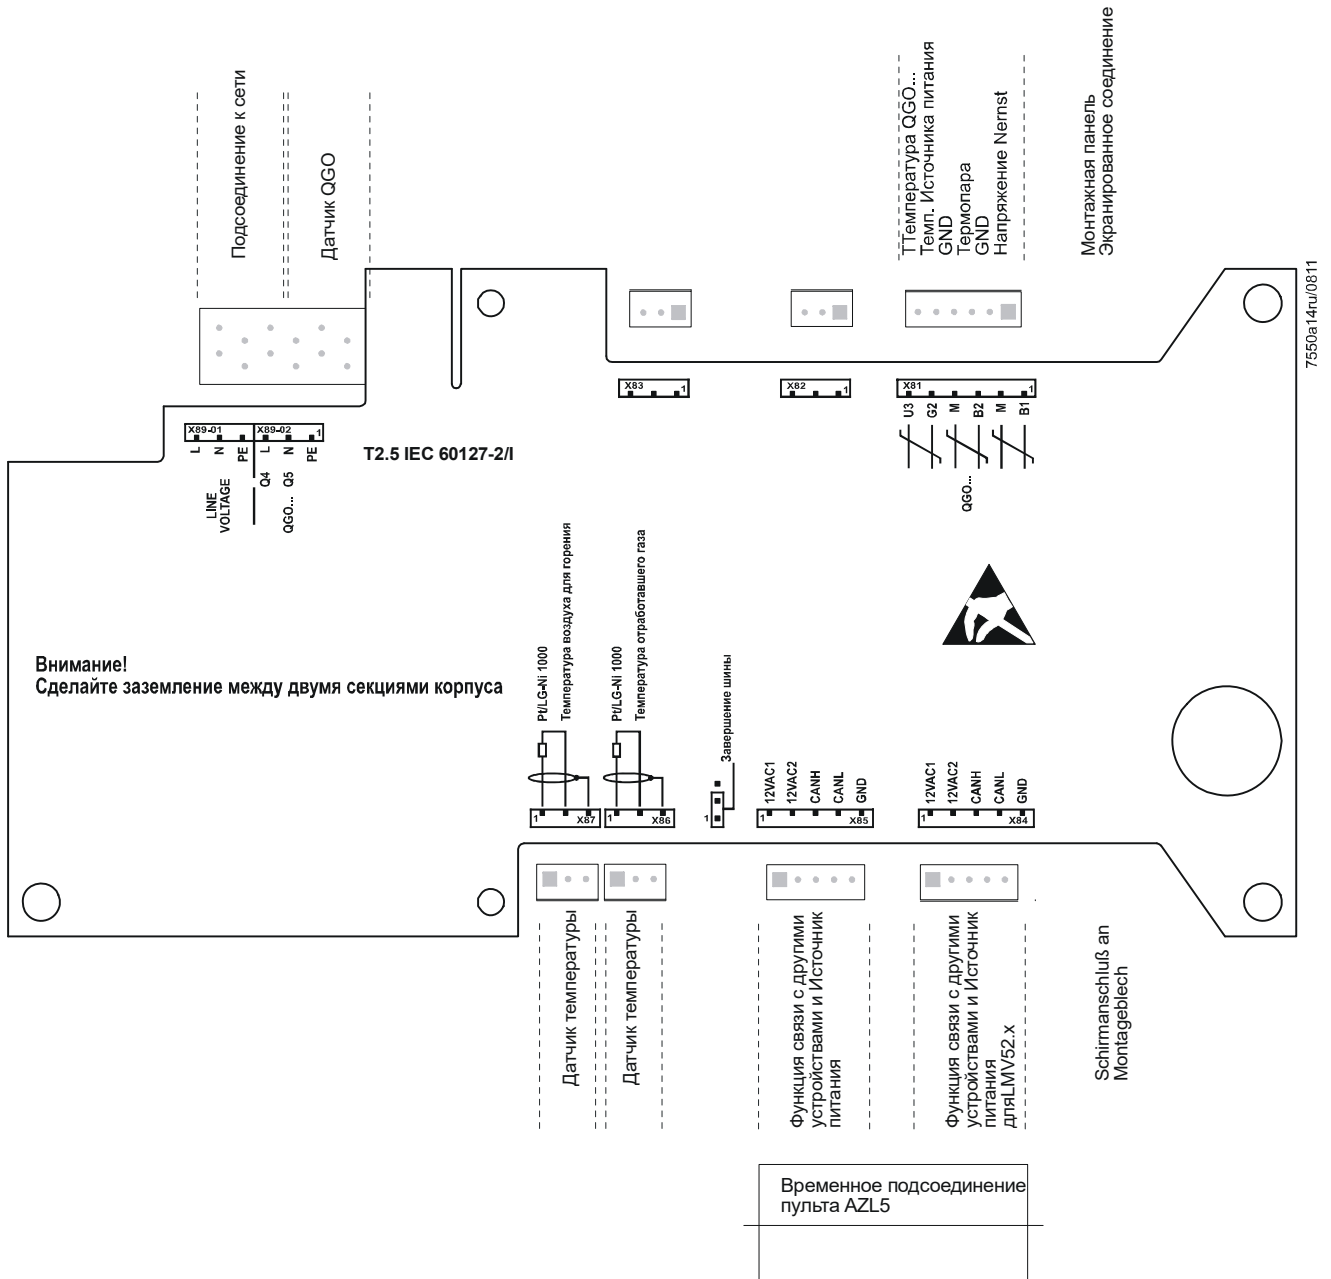 Подсоединение к сети
Датчик QGO
ТТемпература QGO...
Темп. Источника питания
GND
Термопара
GND
Напряжение Nernst
Монтажная панель
Экранированное соединение
7550a14ru/0811
X83
1
X82
1
X81
1
U3
G2
M
B2
M
B1
QGO...
X89-01
X89-02
1
L
N
PE
L
N
PE
Q4
Q5
LINE
VOLTAGE
QGO...
T2.5 IEC 60127-2/I
Внимание!
Сделайте заземление между двумя секциями корпуса
Pt/LG-Ni 1000
Температура воздуха для горения
Pt/LG-Ni 1000
Температура отработавшего газа
Завершение шины
12VAC1
12VAC2
CANH
CANL
GND
12VAC1
12VAC2
CANH
CANL
GND
1
X87
1
X86
1
1
X85
1
X84
Датчик температуры
Датчик температуры
Функция связи с другими
устройствами и Источник
питания
Функция связи с другими
устройствами и Источник
питания
дляLMV52.x
Schirmanschluß an
Montageblech
Временное подсоединение
пульта AZL5